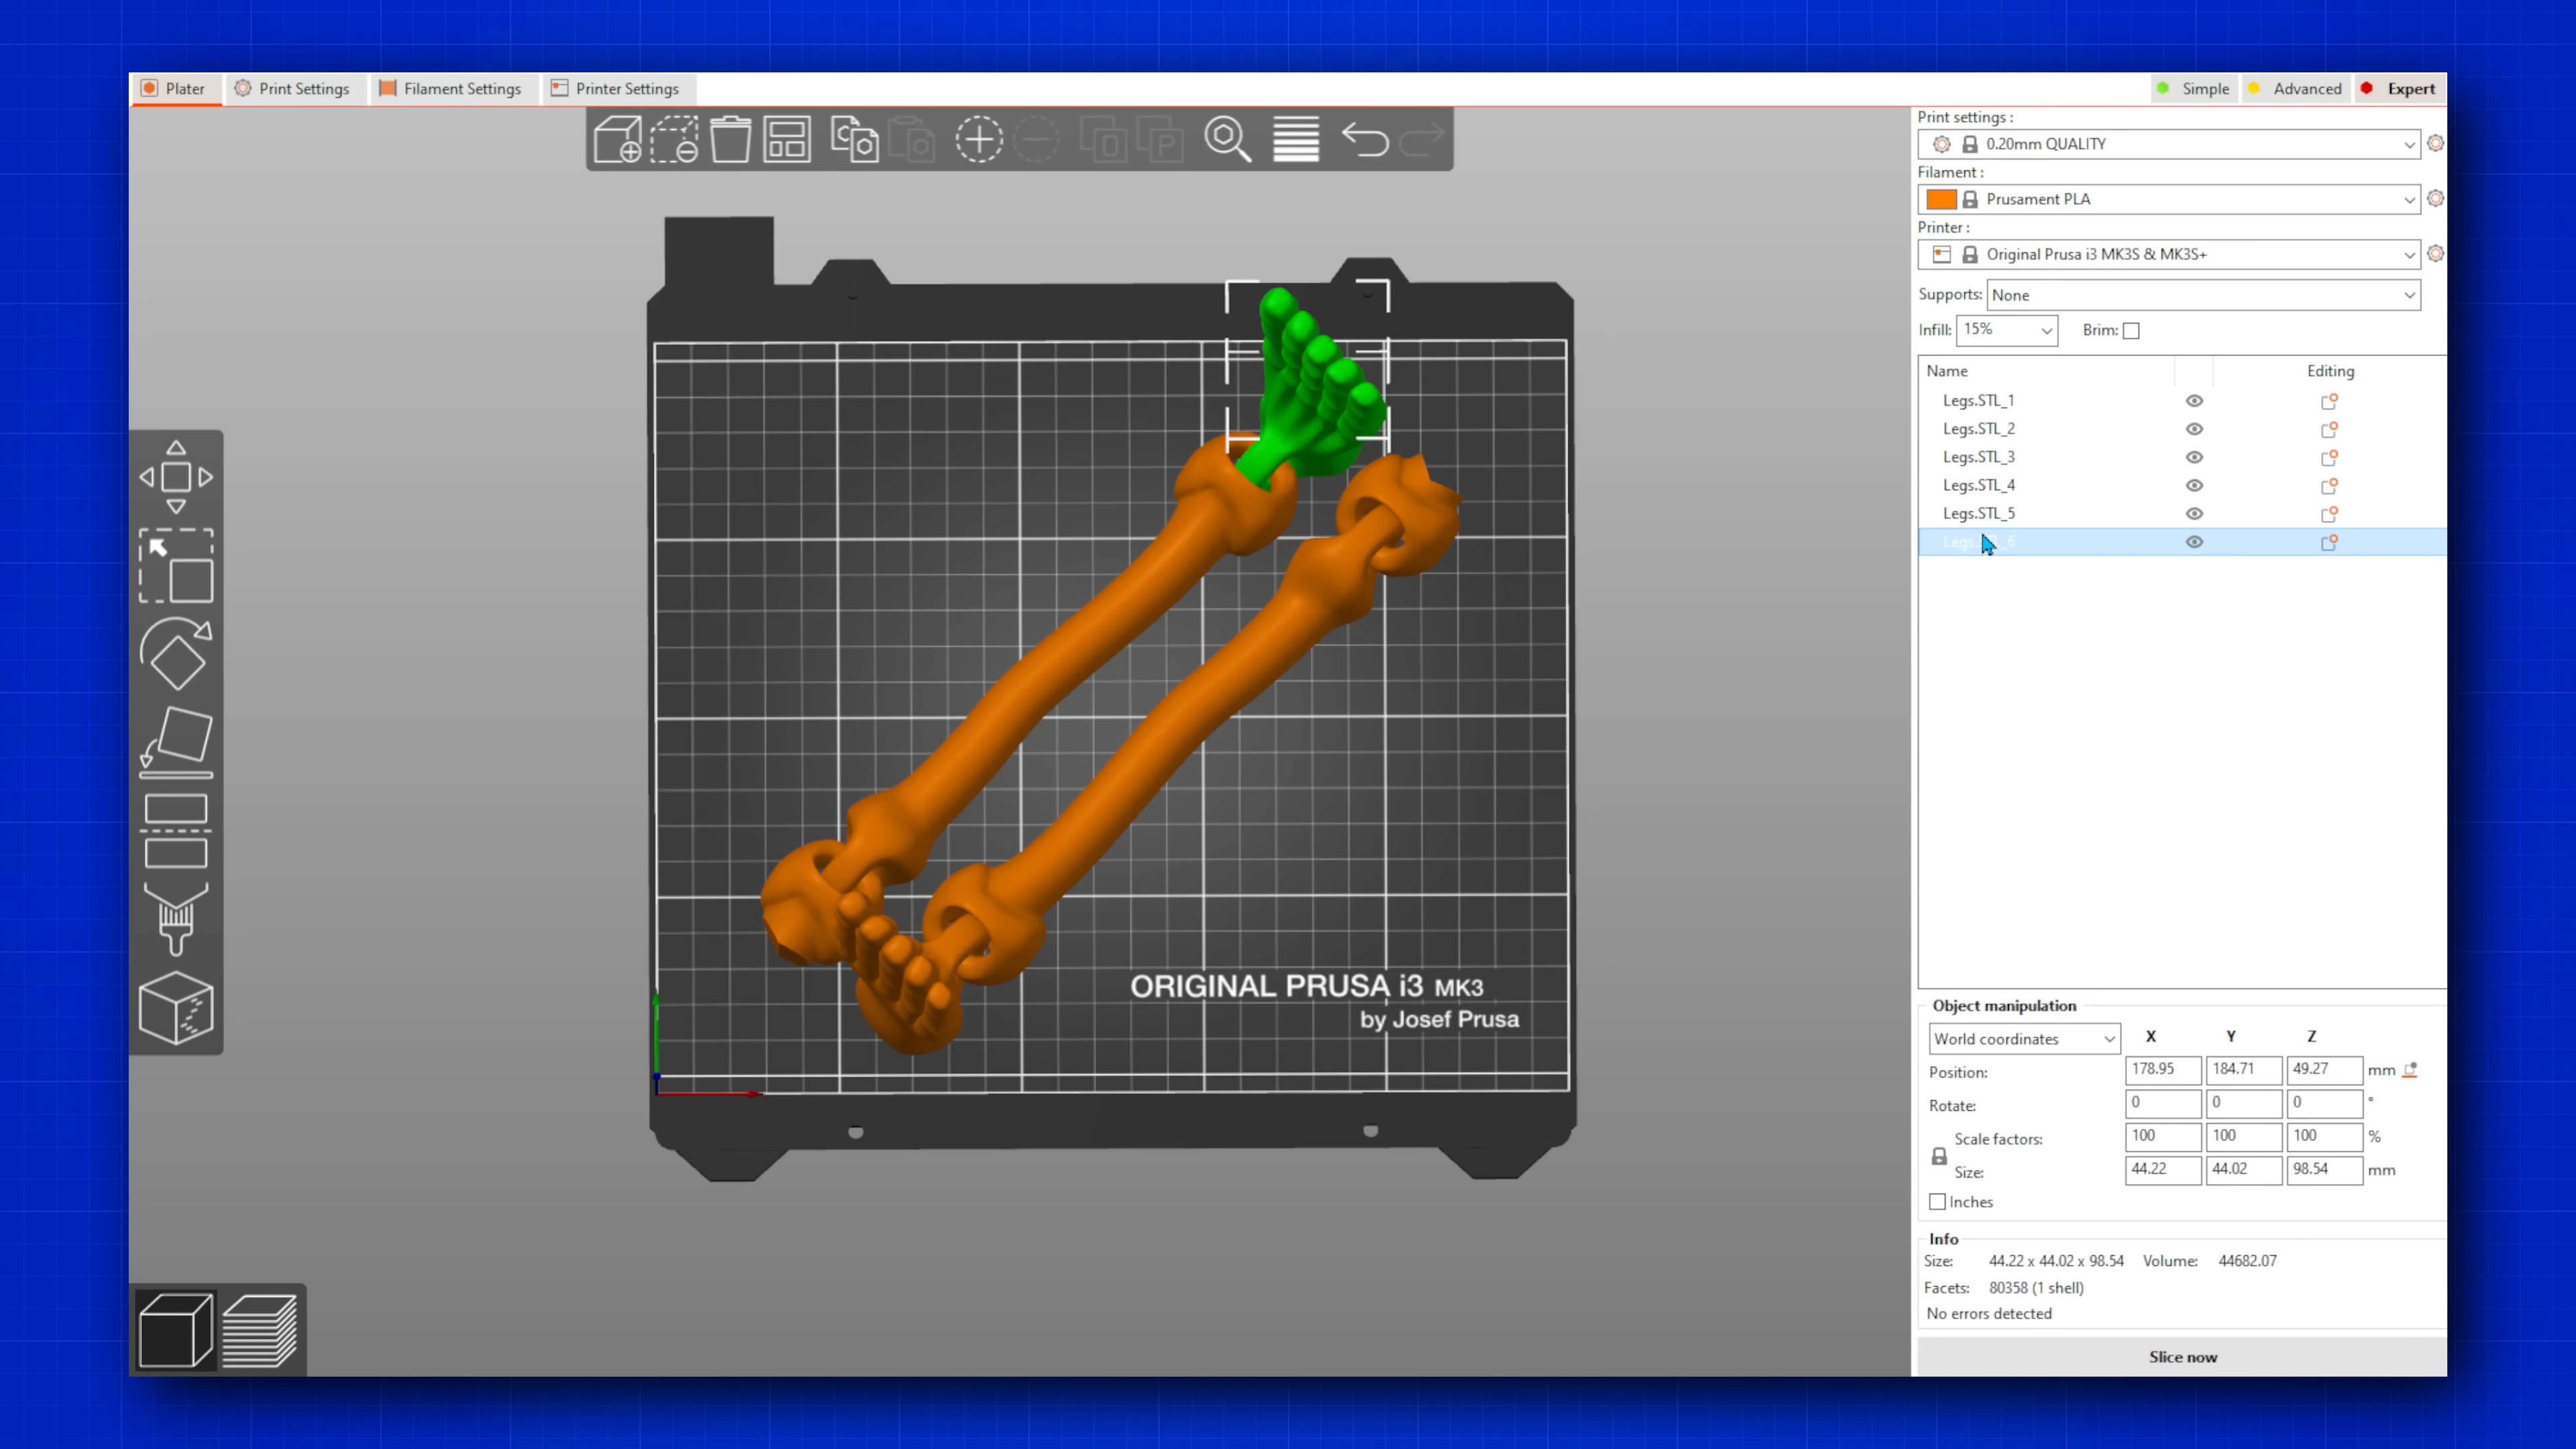 Plater
Print Settings
Filament Settings
Printer Settings
Simple
Advanced
Expert
Print settings :
0.20mm QUALITY
Filament :
Prusament PLA
Printer :
Original Prusa i3 MK3S & MK3S+
Supports: None
Infill: 15%
Brim:
Name
Editing
Legs.STL_1
Legs.STL_2
Legs.STL_3
Legs.STL_4
Legs.STL_5
ORIGINAL PRUSA i3 MK3
by Josef Prusa
Object manipulation
World coordinates X Y Z
Position: 178.95 184.71 49.27 mm
Rotate: 0 0 0 °
Scale factors: 100 100 100 %
Size: 44.22 44.02 98.54 mm
Inches
Info
Size: 44.22 x 44.02 x 98.54 Volume: 44682.07
Facets: 80358 (1 shell)
No errors detected
Slice now